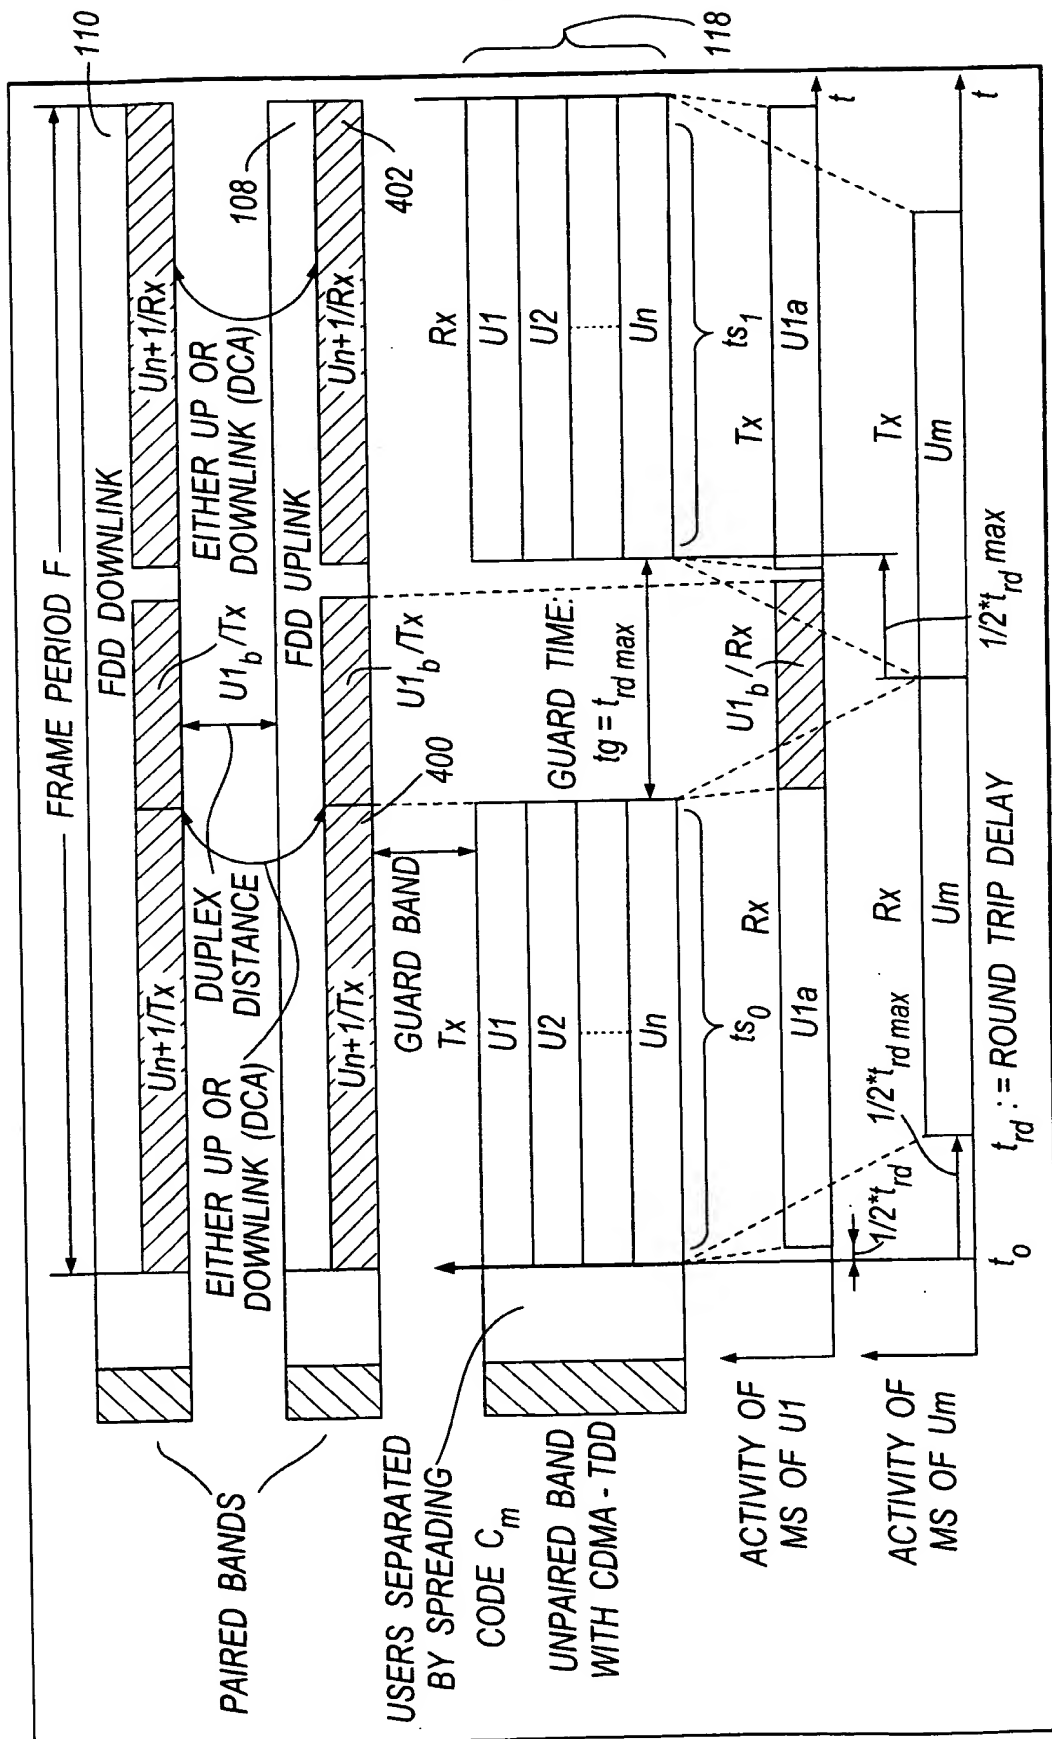 FRAME PERIOD F
110
FDD DOWNLINK
Un+1/Tx
Un+1/Rx
PAIRED BANDS
EITHER UP OR
DOWNLINK (DCA)
DUPLEX
DISTANCE
U1b/Tx
EITHER UP OR
DOWNLINK (DCA)
108
FDD UPLINK
Un+1/Tx
Un+1/Rx
402
400
U1b/Tx
GUARD BAND
USERS SEPARATED
BY SPREADING
CODE Cm
UNPAIRED BAND
WITH CDMA - TDD
Tx
U1
U2
Un
ts0
GUARD TIME:
tg = trd max
Rx
U1
U2
Un
ts1
118
ACTIVITY OF
MS OF U1
Rx
U1a
U1b/Rx
Tx
U1a
t
1/2*trd
1/2*trd max
ACTIVITY OF
MS OF Um
Rx
Um
Tx
Um
t
t0
trd := ROUND TRIP DELAY
1/2*trd max